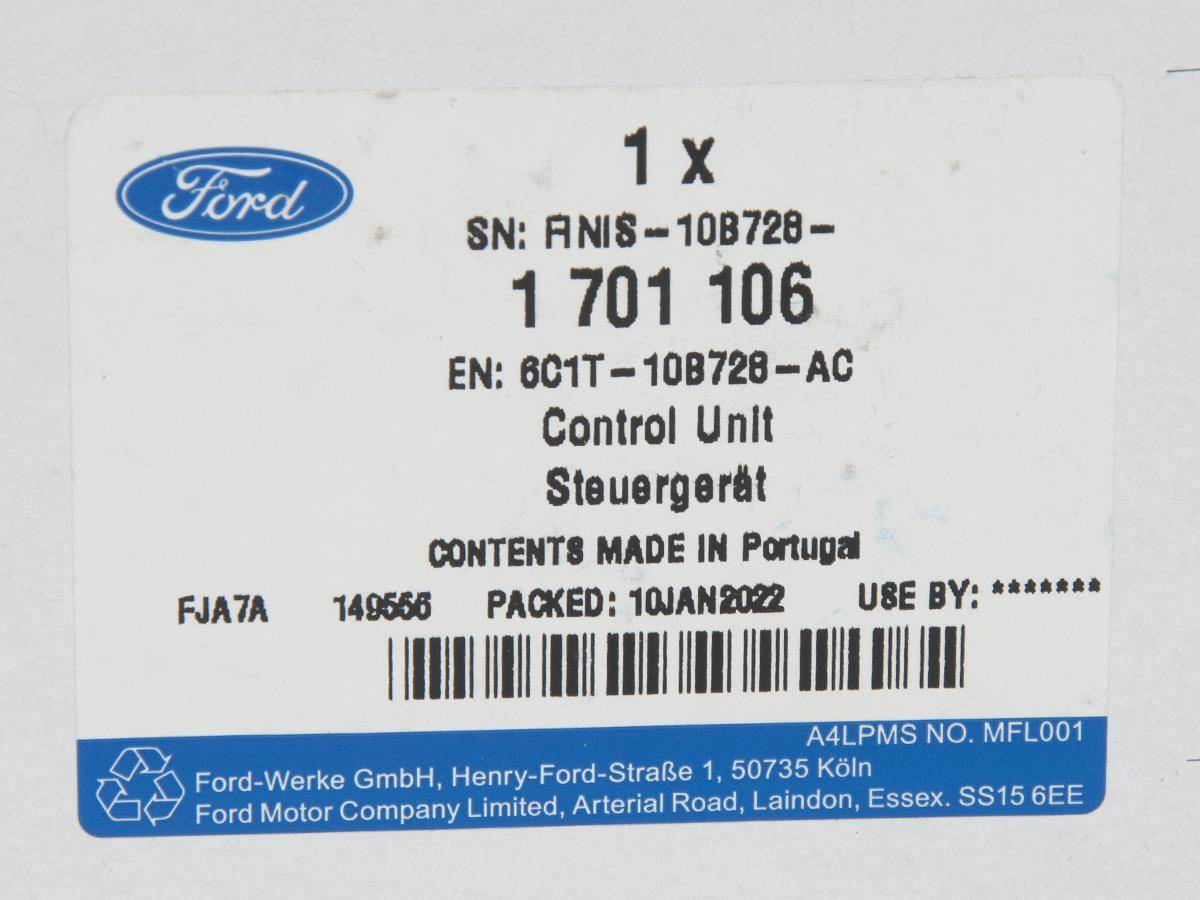 Ford
1 x
SN: FINIS-10B728-
1 701 106
EN: 6C1T-10B728-AC
Control Unit
Steuergerät
CONTENTS MADE IN Portugal
FJA7A 149556 PACKED: 10JAN2022 USE BY: *******
A4LPMS NO. MFL001
Ford-Werke GmbH, Henry-Ford-Straße 1, 50735 Köln
Ford Motor Company Limited, Arterial Road, Laindon, Essex. SS15 6EE